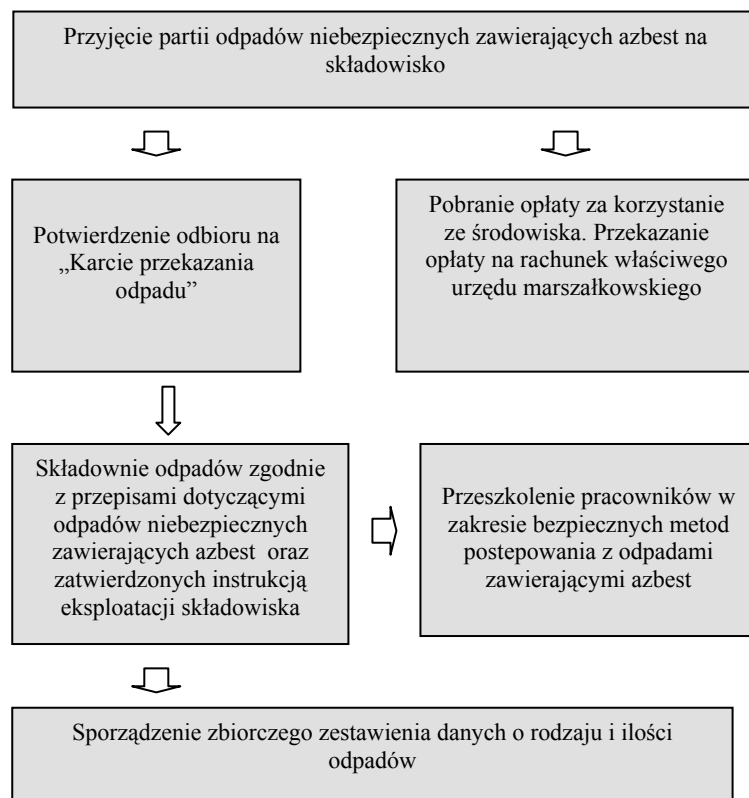 Przyjęcie partii odpadów niebezpiecznych zawierających azbest na
składowisko
Potwierdzenie odbioru na
„Karcie przekazania
odpadu”
Pobranie opłaty za korzystanie
ze środowiska. Przekazanie
opłaty na rachunek właściwego
urzędu marszałkowskiego
Składownie odpadów zgodnie
z przepisami dotyczącymi
odpadów niebezpiecznych
zawierających azbest oraz
zatwierdzonych instrukcją
eksploatacji składowiska
Przeszkolenie pracowników w
zakresie bezpiecznych metod
postepowania z odpadami
zawierającymi azbest
Sporządzenie zbiorczego zestawienia danych o rodzaju i ilości
odpadów